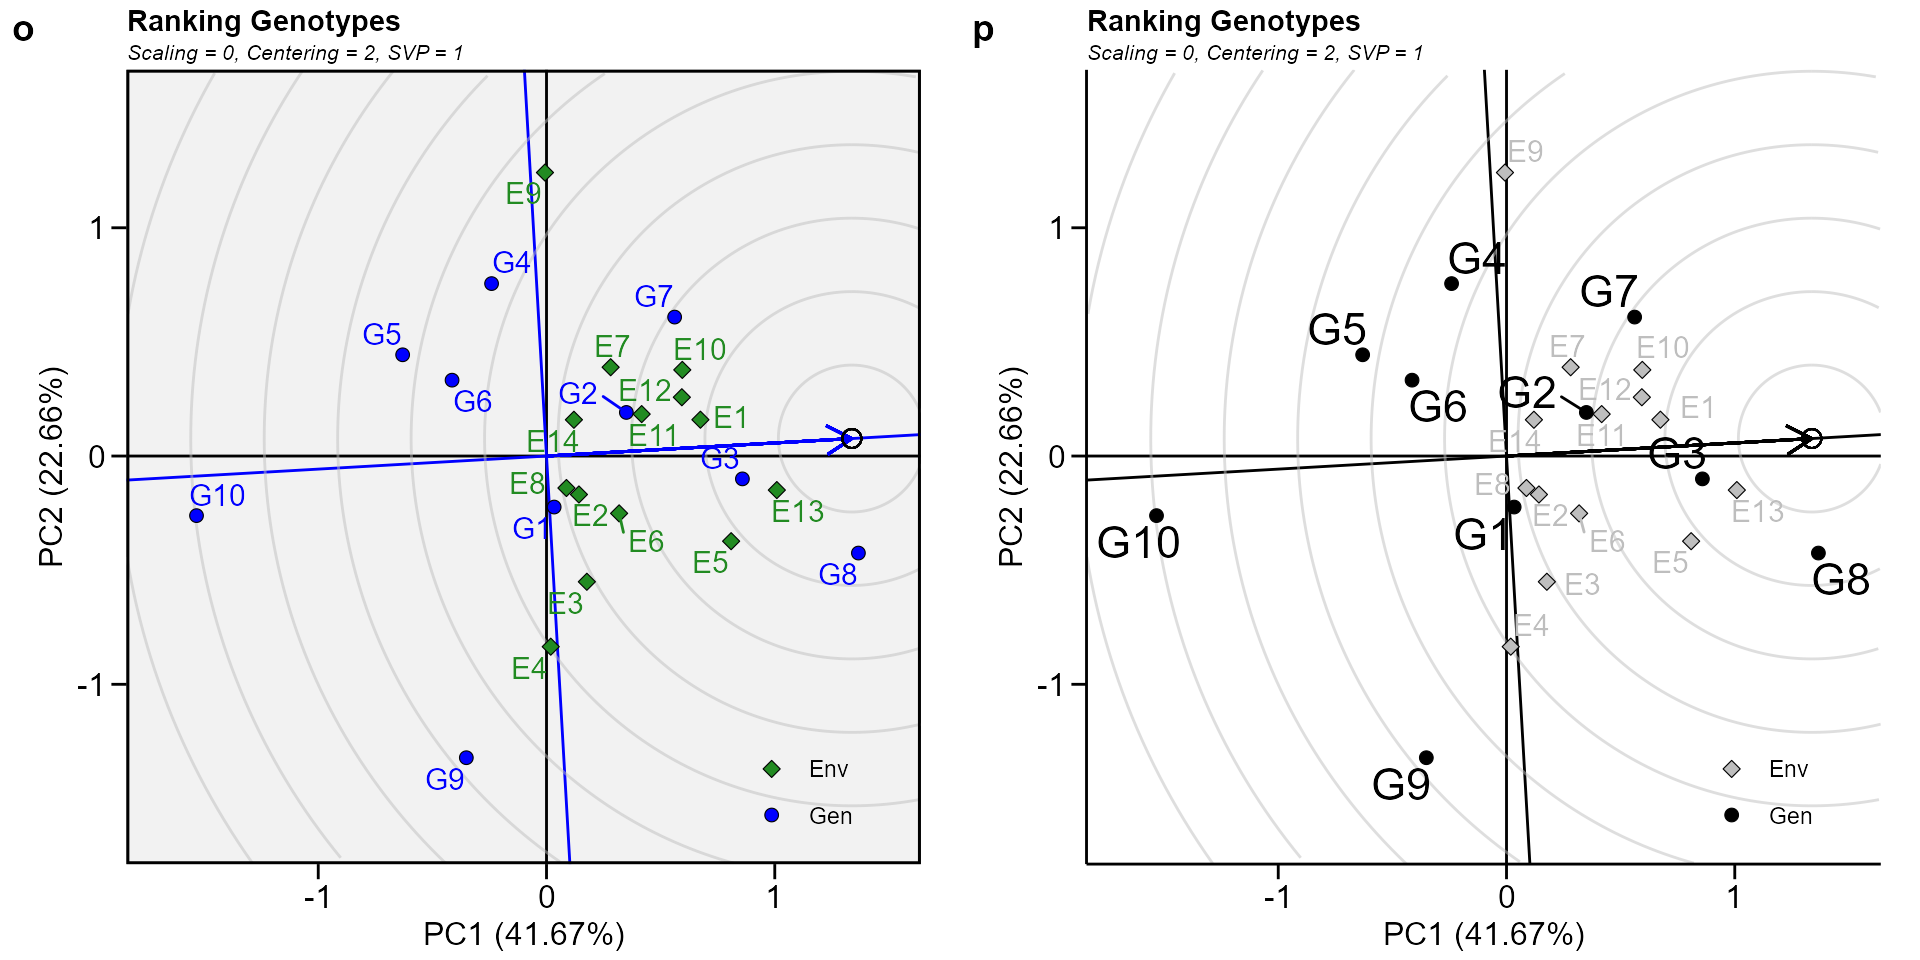 o
Ranking Genotypes
Scaling = 0, Centering = 2, SVP = 1
E9
G4
G7
G5
E7
E10
G6
G2
E12
E1
E14
E11
G3
G10
E8
E13
G1
E2
E6
E5
G8
E3
E4
G9
Env
Gen
1
0
-1
-1
0
1
PC2 (22.66%)
PC1 (41.67%)
p
Ranking Genotypes
Scaling = 0, Centering = 2, SVP = 1
E9
G4
G7
G5
E7
E10
G6
G2
E12
E1
E14
E11
G3
G10
E8
E13
G1
E2
E6
E5
G8
E3
E4
G9
Env
Gen
1
0
-1
-1
0
1
PC2 (22.66%)
PC1 (41.67%)